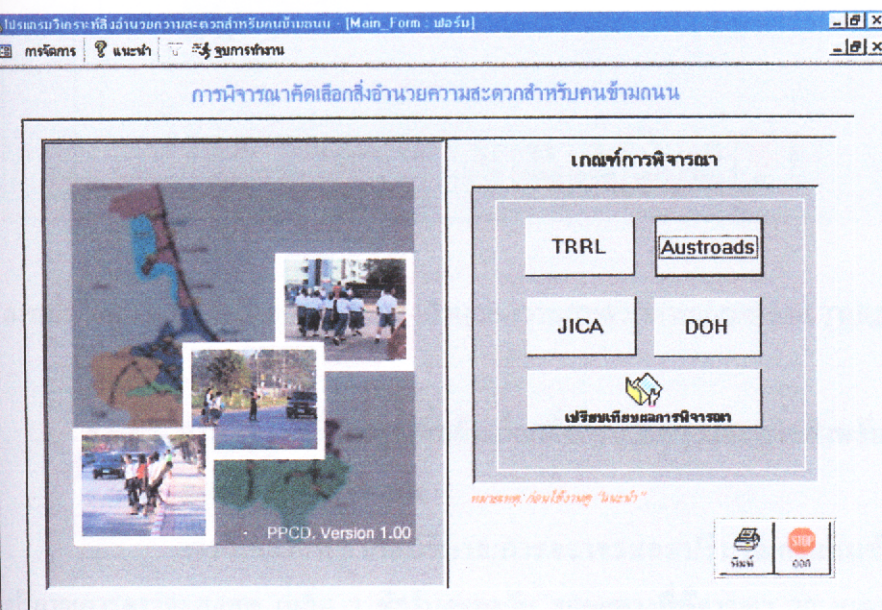 โปรแกรมวิเคราะห์สิ่งอำนวยความสะดวกสำหรับคนข้ามถนน - [Main_Form : ฟอร์ม]
การจัดการ แนะนำ จบการทำงาน
การพิจารณาคัดเลือกสิ่งอำนวยความสะดวกสำหรับคนข้ามถนน
เกณฑ์การพิจารณา
TRRL Austroads
JICA DOH
เปรียบเทียบผลการพิจารณา
หมายเหตุ: ก่อนใช้งานดู "แนะนำ"
PPCD. Version 1.00
STOP
พิมพ์ ออก